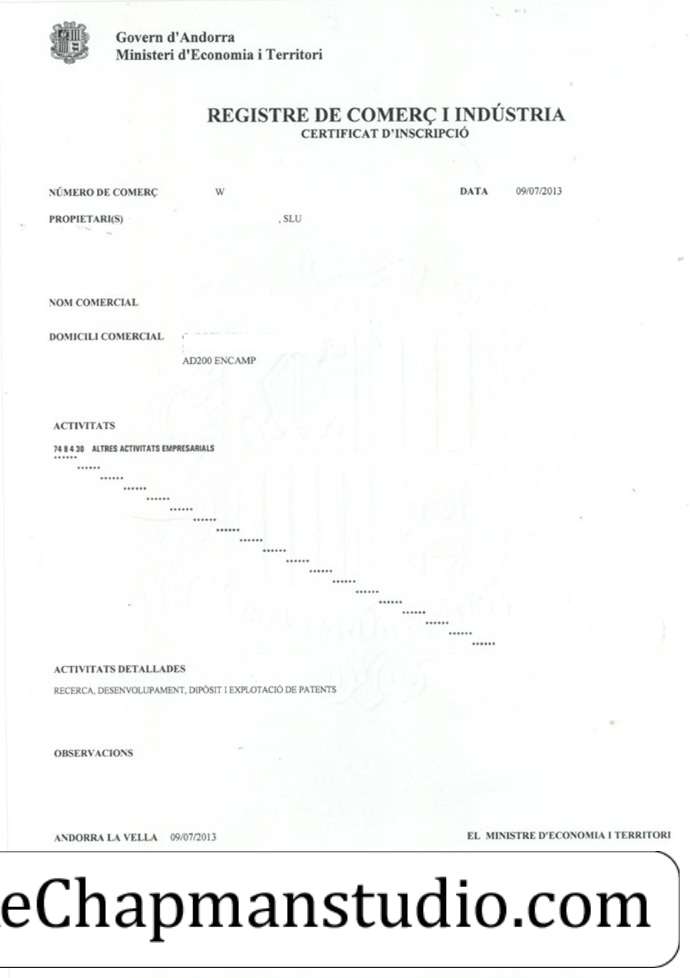 Govern d'Andorra
Ministeri d'Economia i Territori
REGISTRE DE COMERÇ I INDÚSTRIA
CERTIFICAT D'INSCRIPCIÓ
NÚMERO DE COMERÇ W DATA 09/07/2013
PROPIETARI(S) , SLU
NOM COMERCIAL
DOMICILI COMERCIAL
AD200 ENCAMP
ACTIVITATS
74 8 4 30 ALTRES ACTIVITATS EMPRESARIALS
ACTIVITATS DETALLADES
RECERCA, DESENVOLUPAMENT, DIPÒSIT I EXPLOTACIÓ DE PATENTS
OBSERVACIONS
ANDORRA LA VELLA 09/07/2013 EL MINISTRE D'ECONOMIA I TERRITORI
eChapmanstudio.com